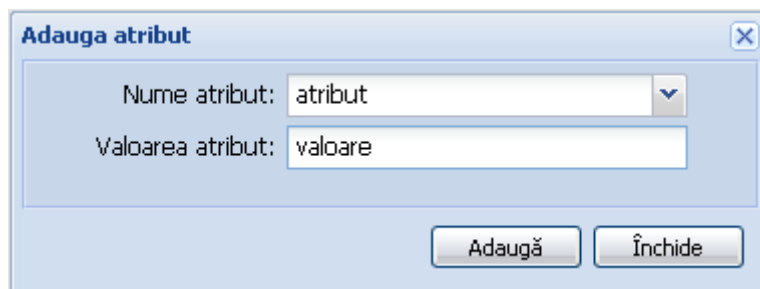 Adauga atribut
Nume atribut: atribut
Valoarea atribut: valoare
Adaugă Închide